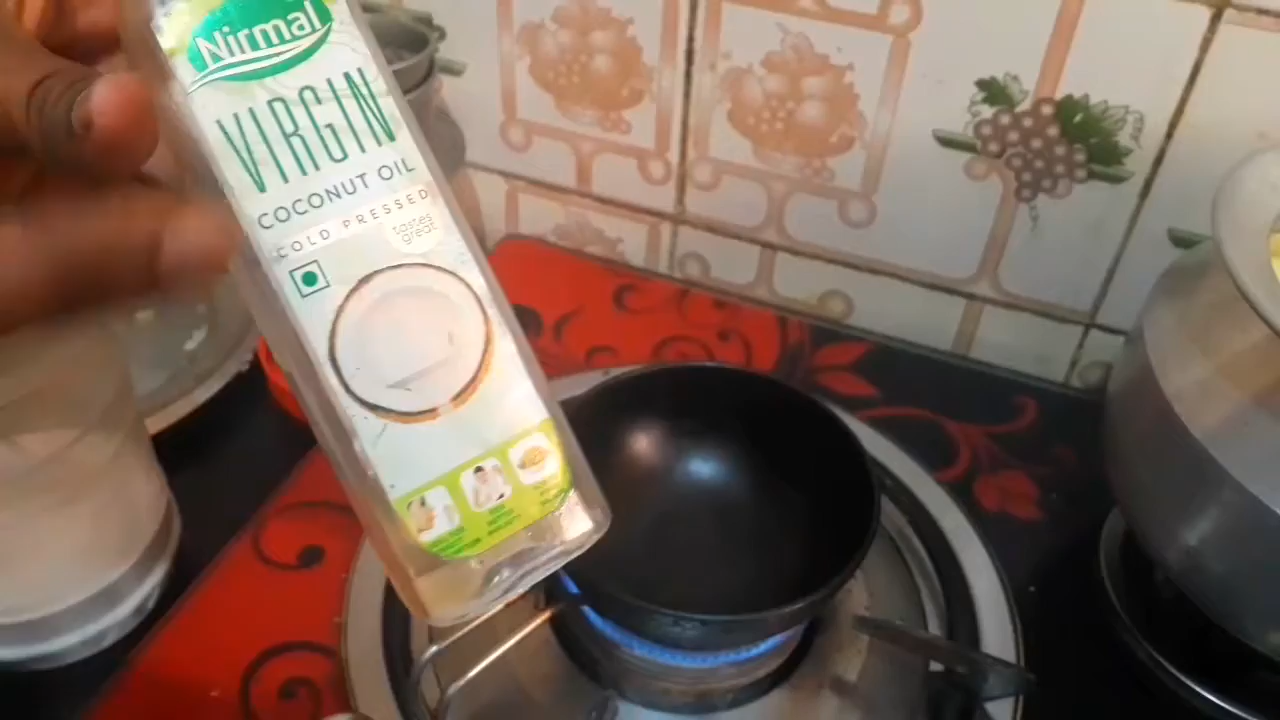 Nirmal
VIRGIN
COCONUT OIL
COLD PRESSED
tastes
great